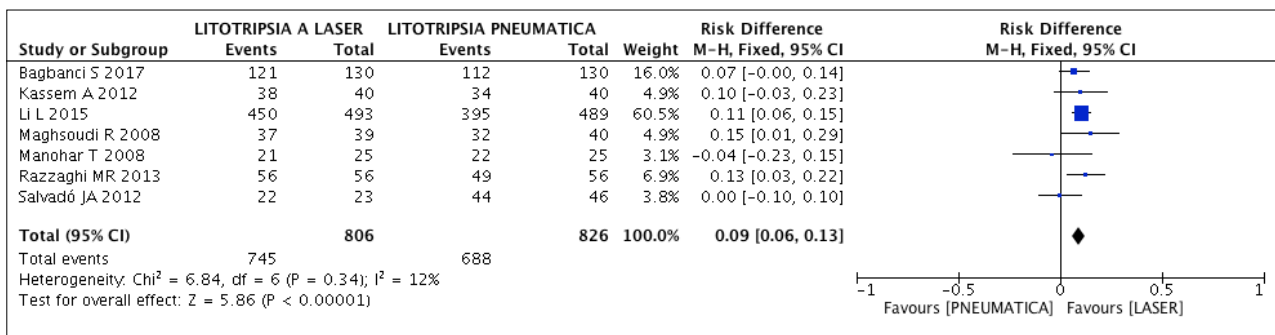 LITOTRIPSIA A LASER LITOTRIPSIA PNEUMATICA Risk Difference Risk Difference
Study or Subgroup Events Total Events Total Weight M-H, Fixed, 95% CI M-H, Fixed, 95% CI
Bagbanci S 2017 121 130 112 130 16.0% 0.07 [-0.00, 0.14]
Kassem A 2012 38 40 34 40 4.9% 0.10 [-0.03, 0.23]
Li L 2015 450 493 395 489 60.5% 0.11 [0.06, 0.15]
Maghsoudi R 2008 37 39 32 40 4.9% 0.15 [0.01, 0.29]
Manohar T 2008 21 25 22 25 3.1% -0.04 [-0.23, 0.15]
Razzaghi MR 2013 56 56 49 56 6.9% 0.13 [0.03, 0.22]
Salvadó JA 2012 22 23 44 46 3.8% 0.00 [-0.10, 0.10]
Total (95% CI) 806 826 100.0% 0.09 [0.06, 0.13]
Total events 745 688
Heterogeneity: Chi² = 6.84, df = 6 (P = 0.34); I² = 12%
Test for overall effect: Z = 5.86 (P < 0.00001)
-1 -0.5 0 0.5 1
Favours [PNEUMATICA] Favours [LASER]